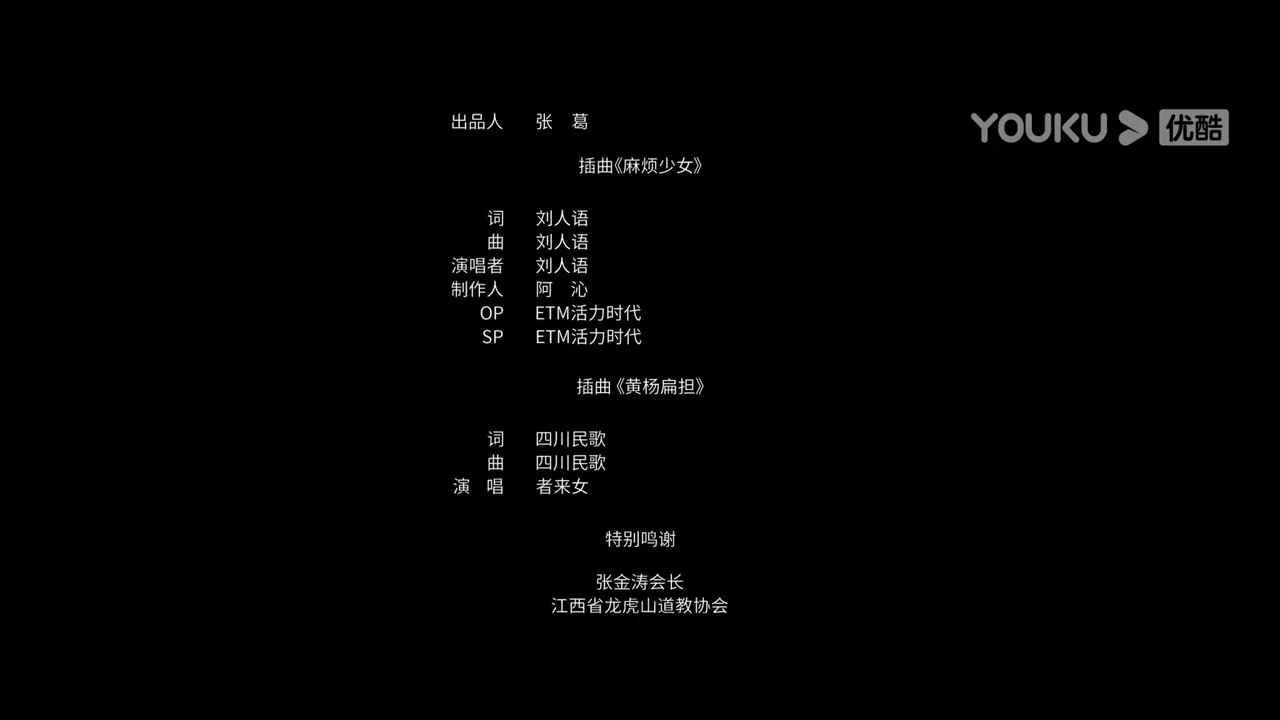 出品人 张 葛
YOUKU 优酷
插曲《麻烦少女》
词 刘人语
曲 刘人语
演唱者 刘人语
制作人 阿 沁
OP ETM活力时代
SP ETM活力时代
插曲《黄杨扁担》
词 四川民歌
曲 四川民歌
演 唱 者来女
特别鸣谢
张金涛会长
江西省龙虎山道教协会